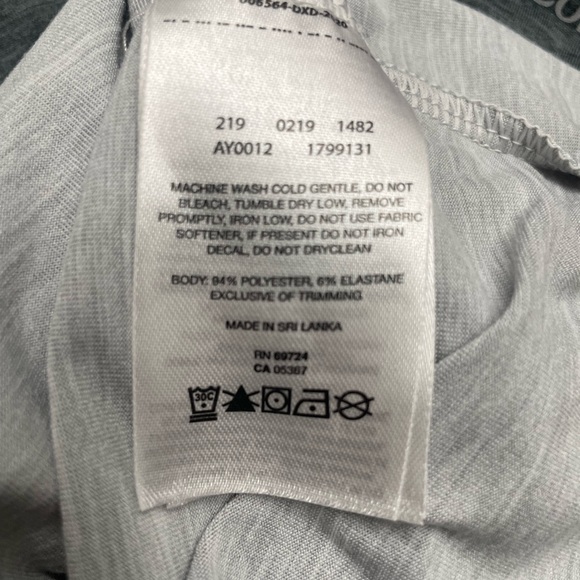 219 0219 1482
AY0012 1799131
MACHINE WASH COLD GENTLE, DO NOT
BLEACH, TUMBLE DRY LOW, REMOVE
PROMPTLY, IRON LOW, DO NOT USE FABRIC
SOFTENER, IF PRESENT DO NOT IRON
DECAL, DO NOT DRYCLEAN
BODY: 94% POLYESTER, 6% ELASTANE
EXCLUSIVE OF TRIMMING
MADE IN SRI LANKA
RN 69724
CA 05367
30C